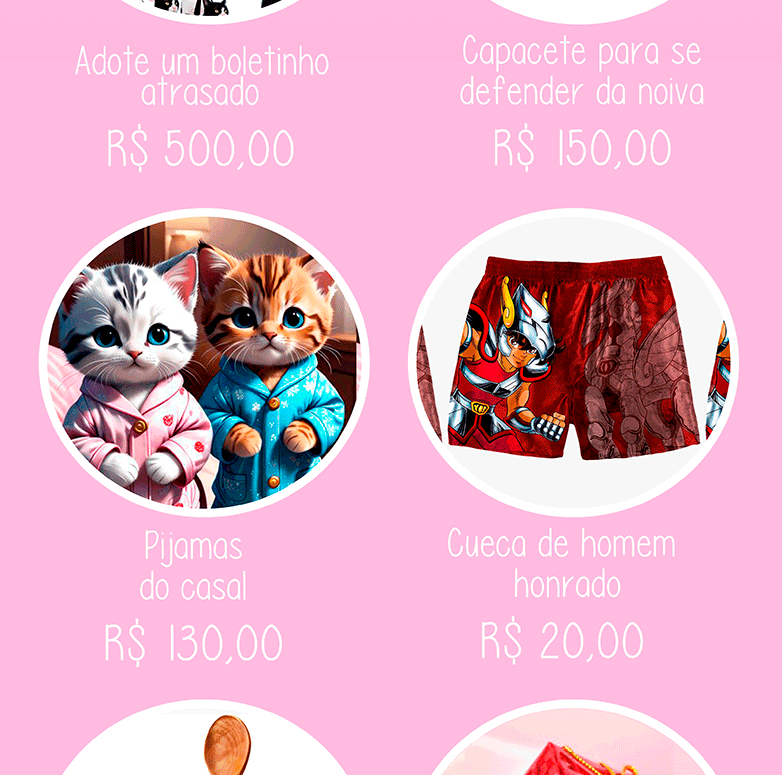 Adote um boletinho
atrasado
R$ 500,00
Capacete para se
defender da noiva
R$ 150,00
Pijamas
do casal
R$ 130,00
Cueca de homem
honrado
R$ 20,00